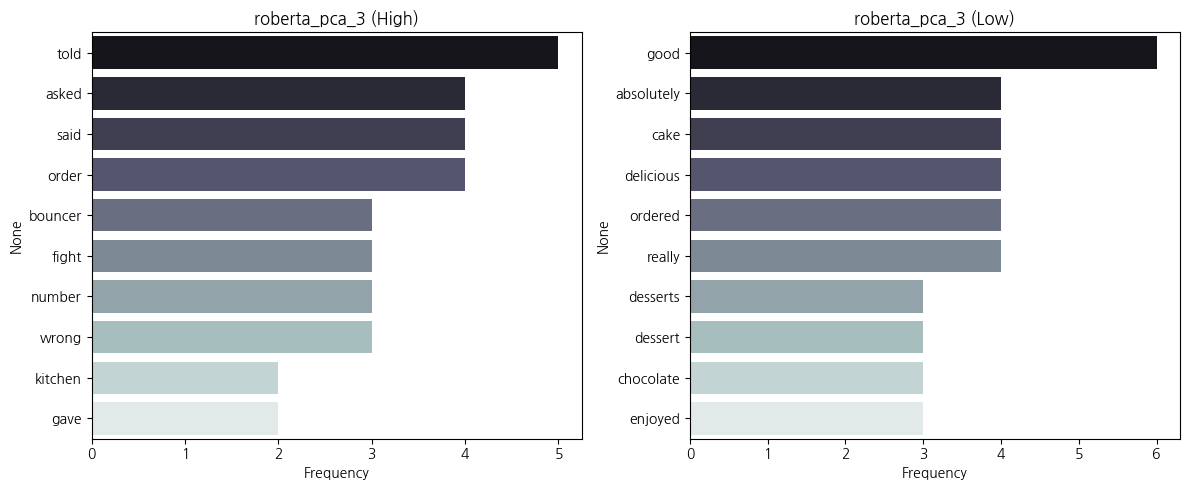 roberta_pca_3 (High)
told
asked
said
order
bouncer
fight
number
wrong
kitchen
gave
None
0 1 2 3 4 5
Frequency
roberta_pca_3 (Low)
good
absolutely
cake
delicious
ordered
really
desserts
dessert
chocolate
enjoyed
None
0 1 2 3 4 5 6
Frequency